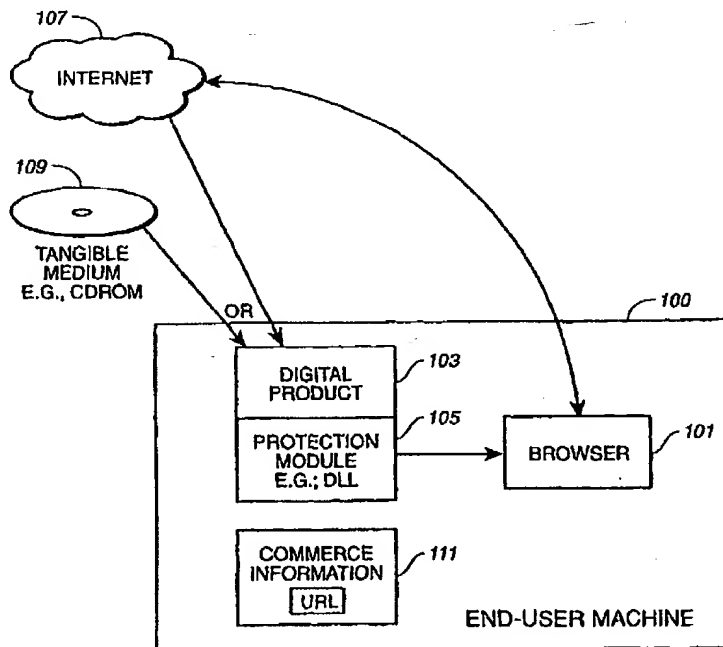 107
INTERNET
109
TANGIBLE
MEDIUM
E.G., CDROM
OR
100
DIGITAL
PRODUCT
103
PROTECTION
MODULE
E.G.; DLL
105
BROWSER
101
COMMERCE
INFORMATION
URL
111
END-USER MACHINE